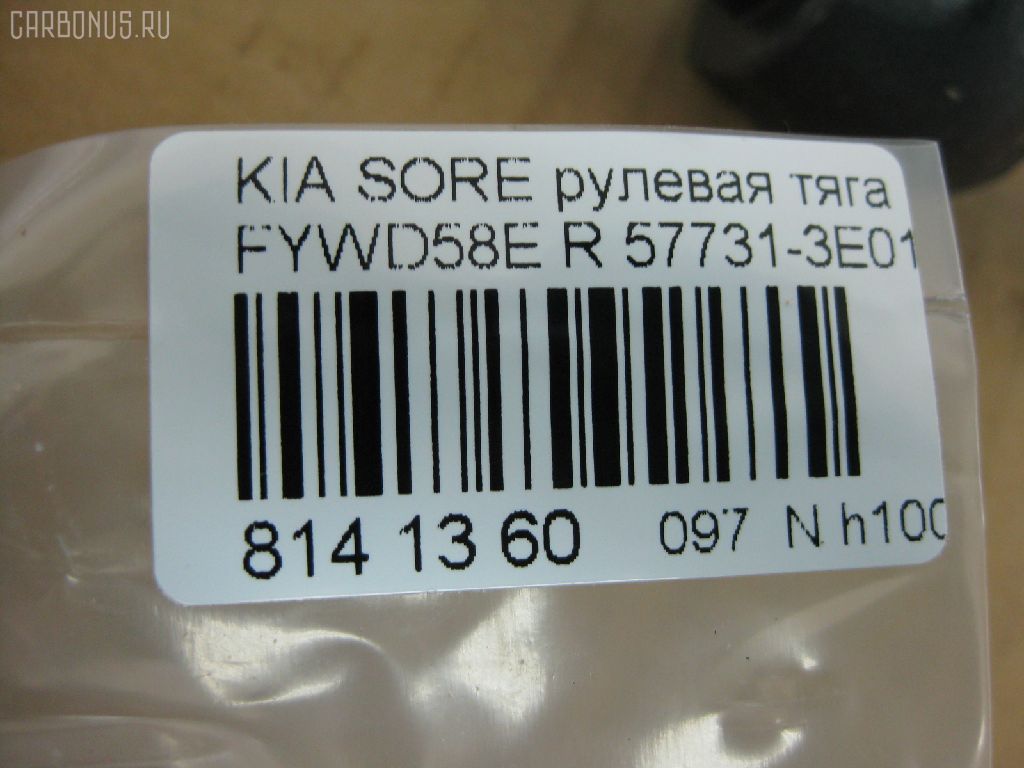 CARBONUS.RU
KIA SORE рулевая тяга
FYWD58E R 57731-3E01
814 13 60 097 N h100